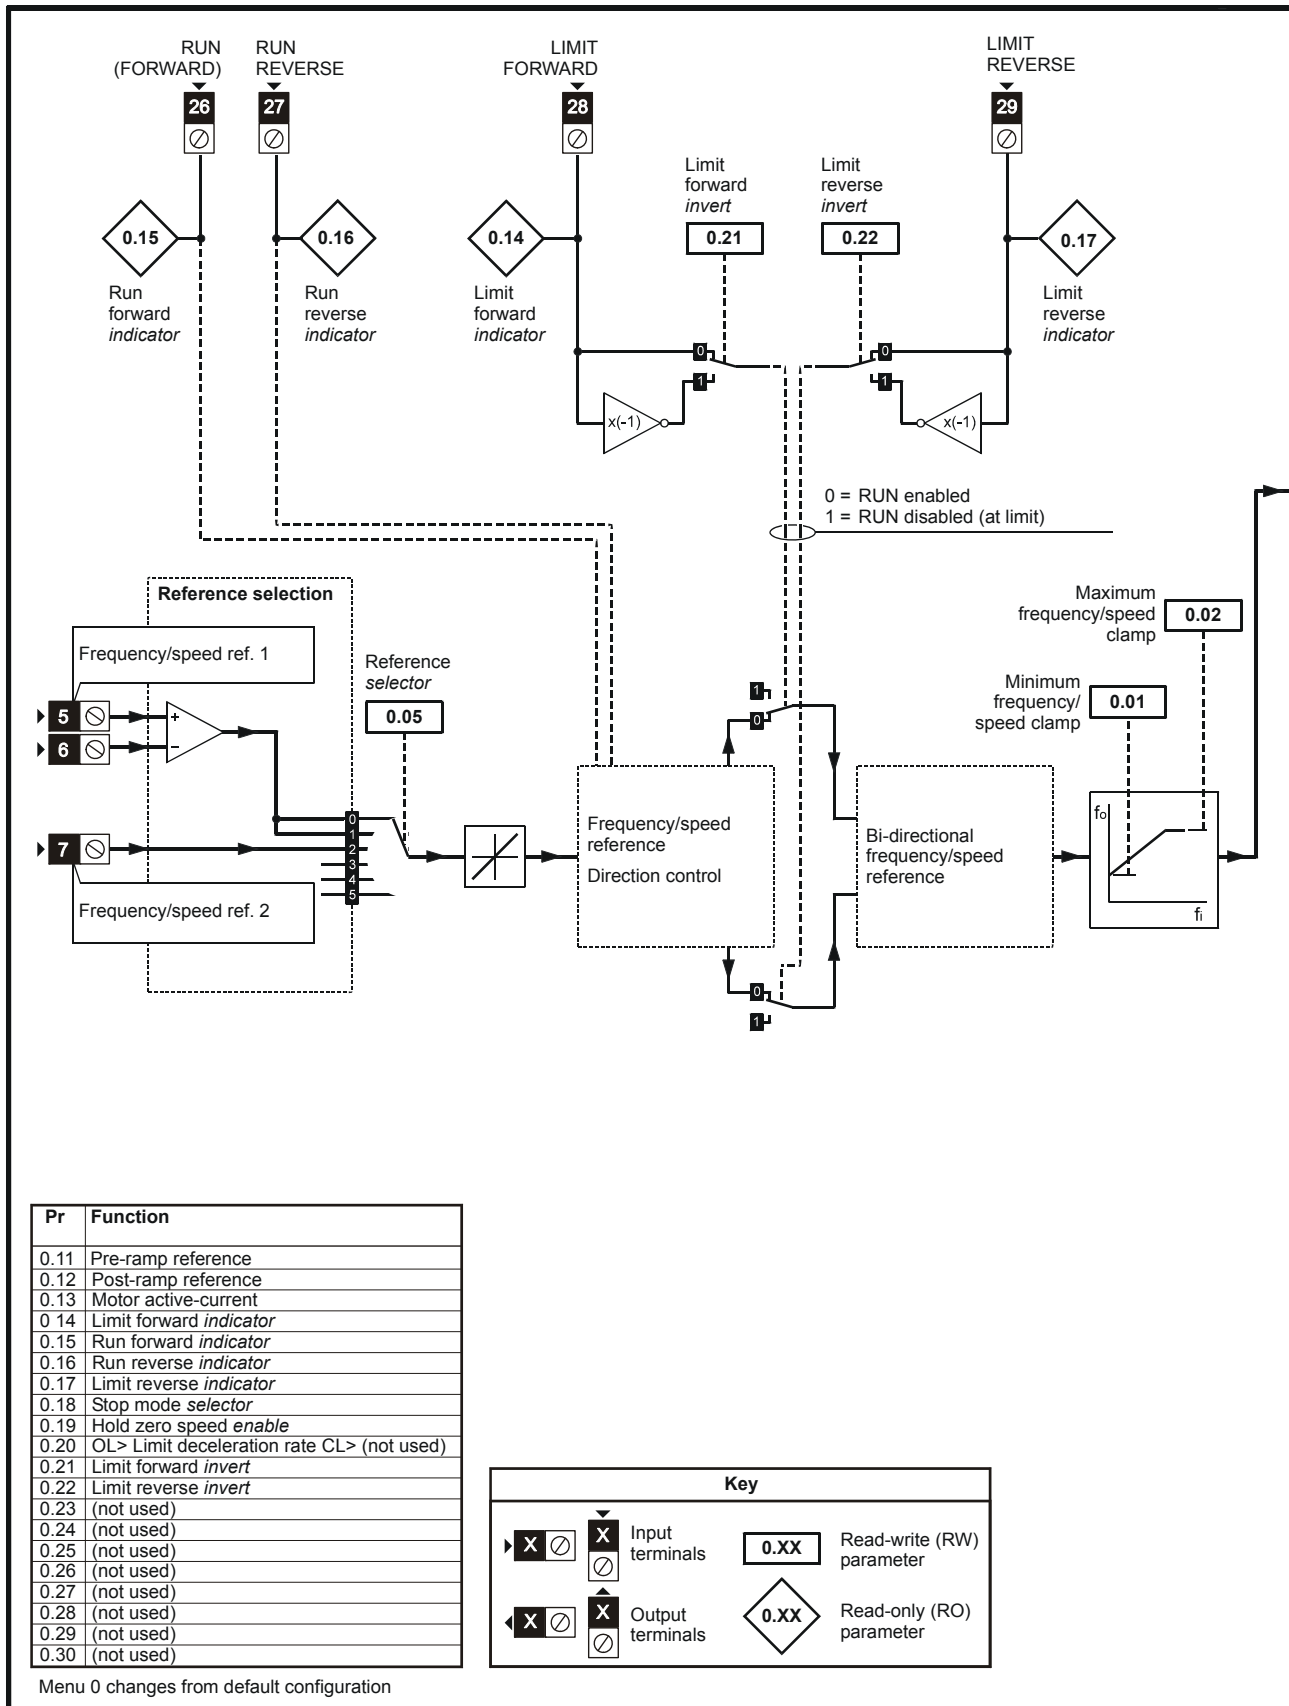 RUN
(FORWARD)
RUN
REVERSE
LIMIT
FORWARD
LIMIT
REVERSE
26
27
28
29
Limit
forward
invert
Limit
reverse
invert
0.15
0.16
0.14
0.21
0.22
0.17
Run
forward
indicator
Run
reverse
indicator
Limit
forward
indicator
Limit
reverse
indicator
0
1
0
1
x(-1)
x(-1)
0 = RUN enabled
1 = RUN disabled (at limit)
Reference selection
Frequency/speed ref. 1
5
6
+
−
7
Frequency/speed ref. 2
0
1
2
3
4
5
Reference
selector
0.05
Maximum
frequency/speed
clamp
0.02
Minimum
frequency/
speed clamp
0.01
1
0
Frequency/speed
reference
Direction control
Bi-directional
frequency/speed
reference
fo
fi
0
1
Pr Function
0.11 Pre-ramp reference
0.12 Post-ramp reference
0.13 Motor active-current
0 14 Limit forward indicator
0.15 Run forward indicator
0.16 Run reverse indicator
0.17 Limit reverse indicator
0.18 Stop mode selector
0.19 Hold zero speed enable
0.20 OL> Limit deceleration rate CL> (not used)
0.21 Limit forward invert
0.22 Limit reverse invert
0.23 (not used)
0.24 (not used)
0.25 (not used)
0.26 (not used)
0.27 (not used)
0.28 (not used)
0.29 (not used)
0.30 (not used)
Menu 0 changes from default configuration
Key
X
X
Input
terminals
0.XX
Read-write (RW)
parameter
X
X
Output
terminals
0.XX
Read-only (RO)
parameter